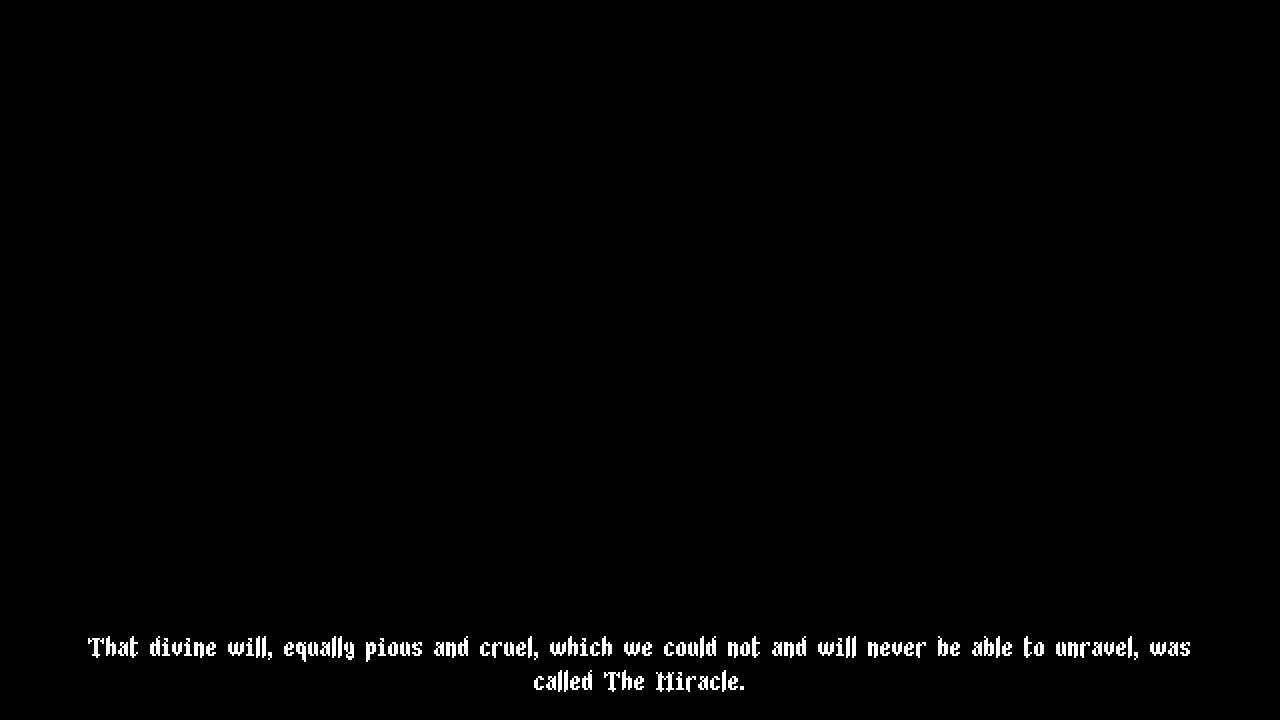 That divine will, equally pious and cruel, which we could not and will never be able to unravel, was
called The Miracle.